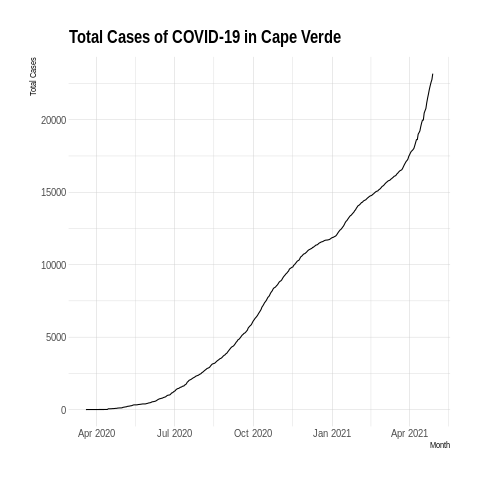 Total Cases of COVID-19 in Cape Verde
Total Cases
20000
15000
10000
5000
0
Apr 2020 Jul 2020 Oct 2020 Jan 2021 Apr 2021
Month